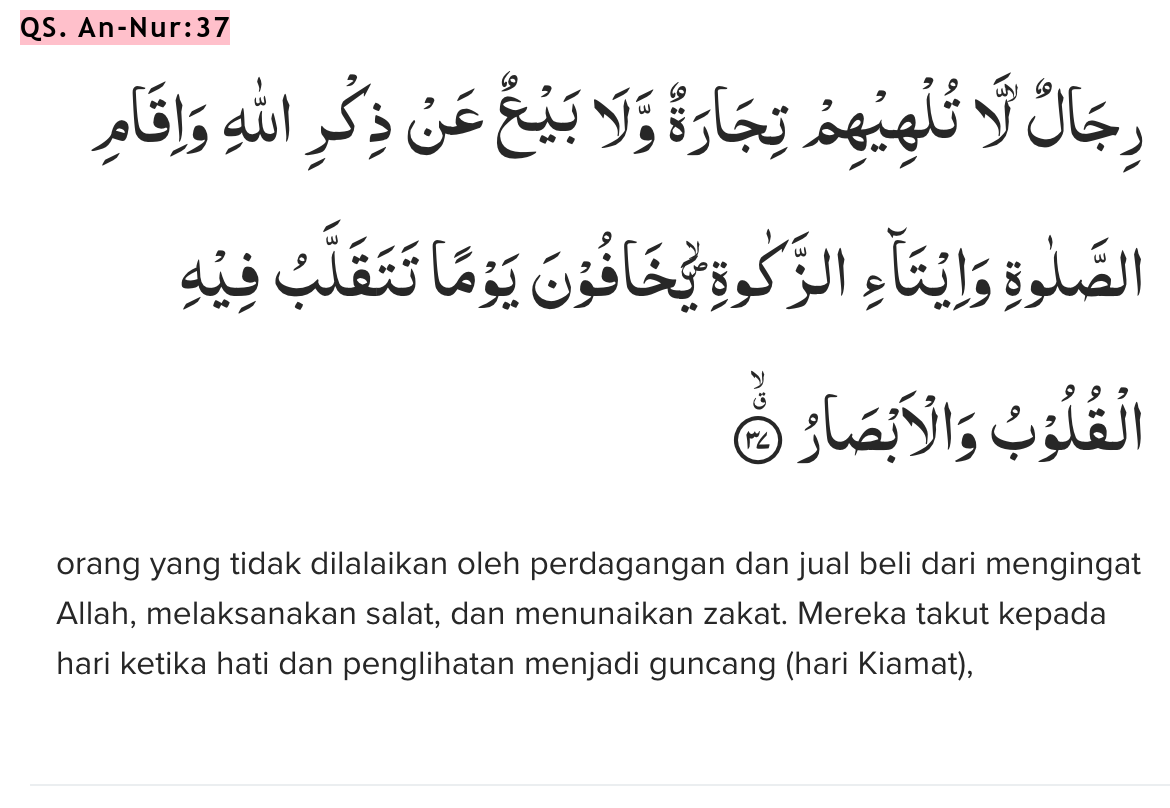 QS. An-Nur:37
رِجَالٌ لَّا تُلْهِيْهِمْ تِجَارَةٌ وَّلَا بَيْعٌ عَنْ ذِكْرِ اللّٰهِ وَاِقَامِ
الصَّلٰوةِ وَاِيْتَاۤءِ الزَّكٰوةِ ۙيَخَافُوْنَ يَوْمًا تَتَقَلَّبُ فِيْهِ
الْقُلُوْبُ وَالْاَبْصَارُ ۙ ٣٧
orang yang tidak dilalaikan oleh perdagangan dan jual beli dari mengingat
Allah, melaksanakan salat, dan menunaikan zakat. Mereka takut kepada
hari ketika hati dan penglihatan menjadi guncang (hari Kiamat),